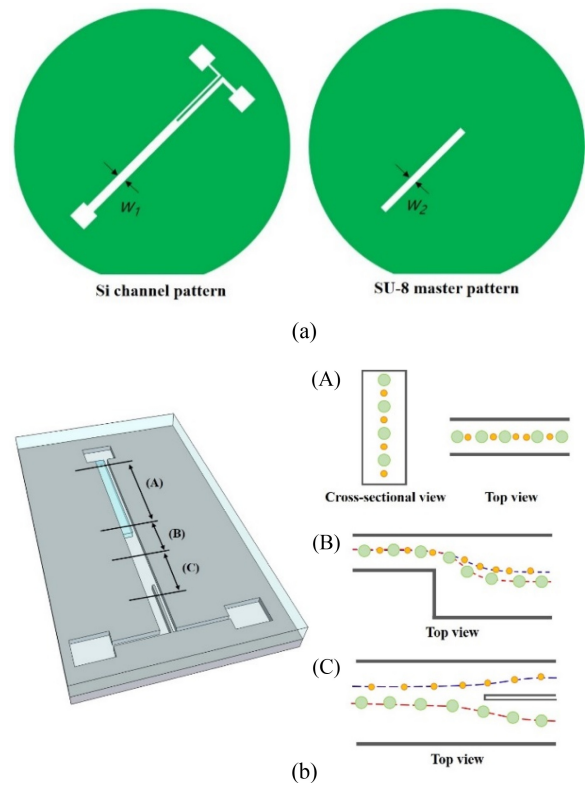 W1
W2
Si channel pattern
SU-8 master pattern
(a)
(A)
(B)
(C)
(A)
Cross-sectional view
Top view
(B)
Top view
(C)
Top view
(b)